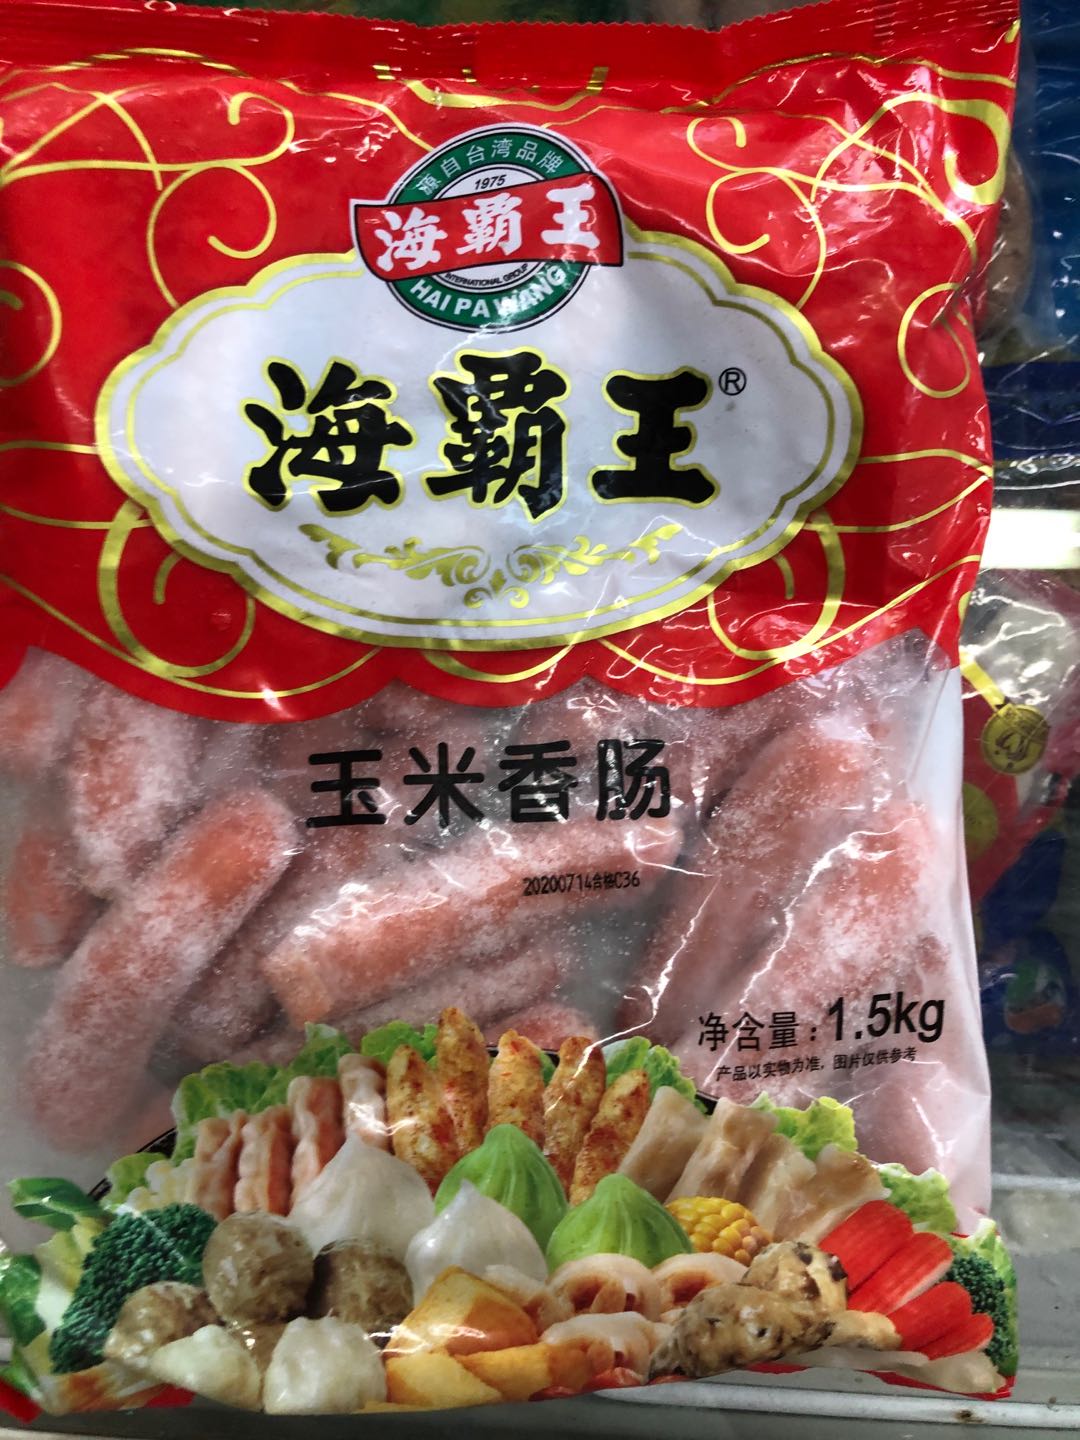 源自台湾品牌
1975
海霸王
INTERNATIONAL GROUP
HAI PA WANG
海霸王®
玉米香肠
20200714合格C36
净含量:1.5kg
产品以实物为准,图片仅供参考